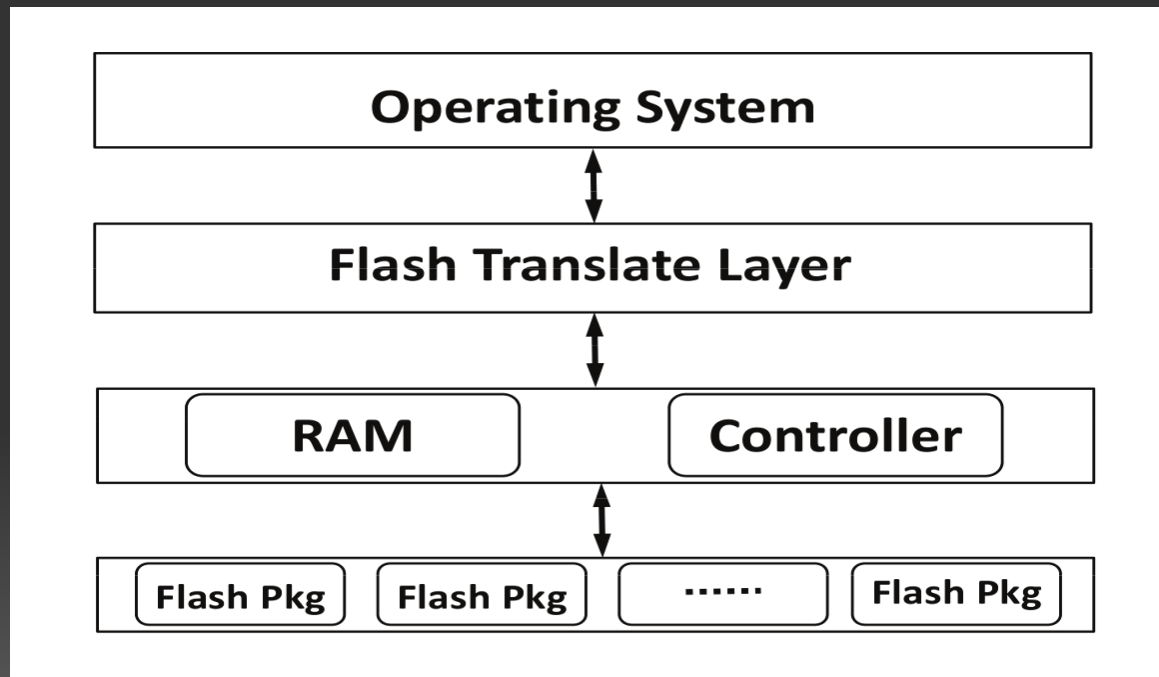 Operating System
Flash Translate Layer
RAM Controller
Flash Pkg Flash Pkg ...... Flash Pkg